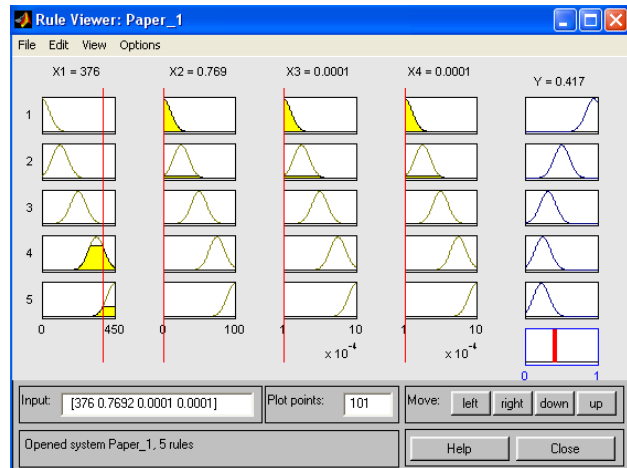 Rule Viewer: Paper_1
File Edit View Options
X1 = 376 X2 = 0.769 X3 = 0.0001 X4 = 0.0001 Y = 0.417
1
2
3
4
5
0 450 0 100 1 10 1 10
x 10^-4 x 10^-4
0 1
Input: [376 0.7692 0.0001 0.0001] Plot points: 101 Move: left right down up
Opened system Paper_1, 5 rules Help Close